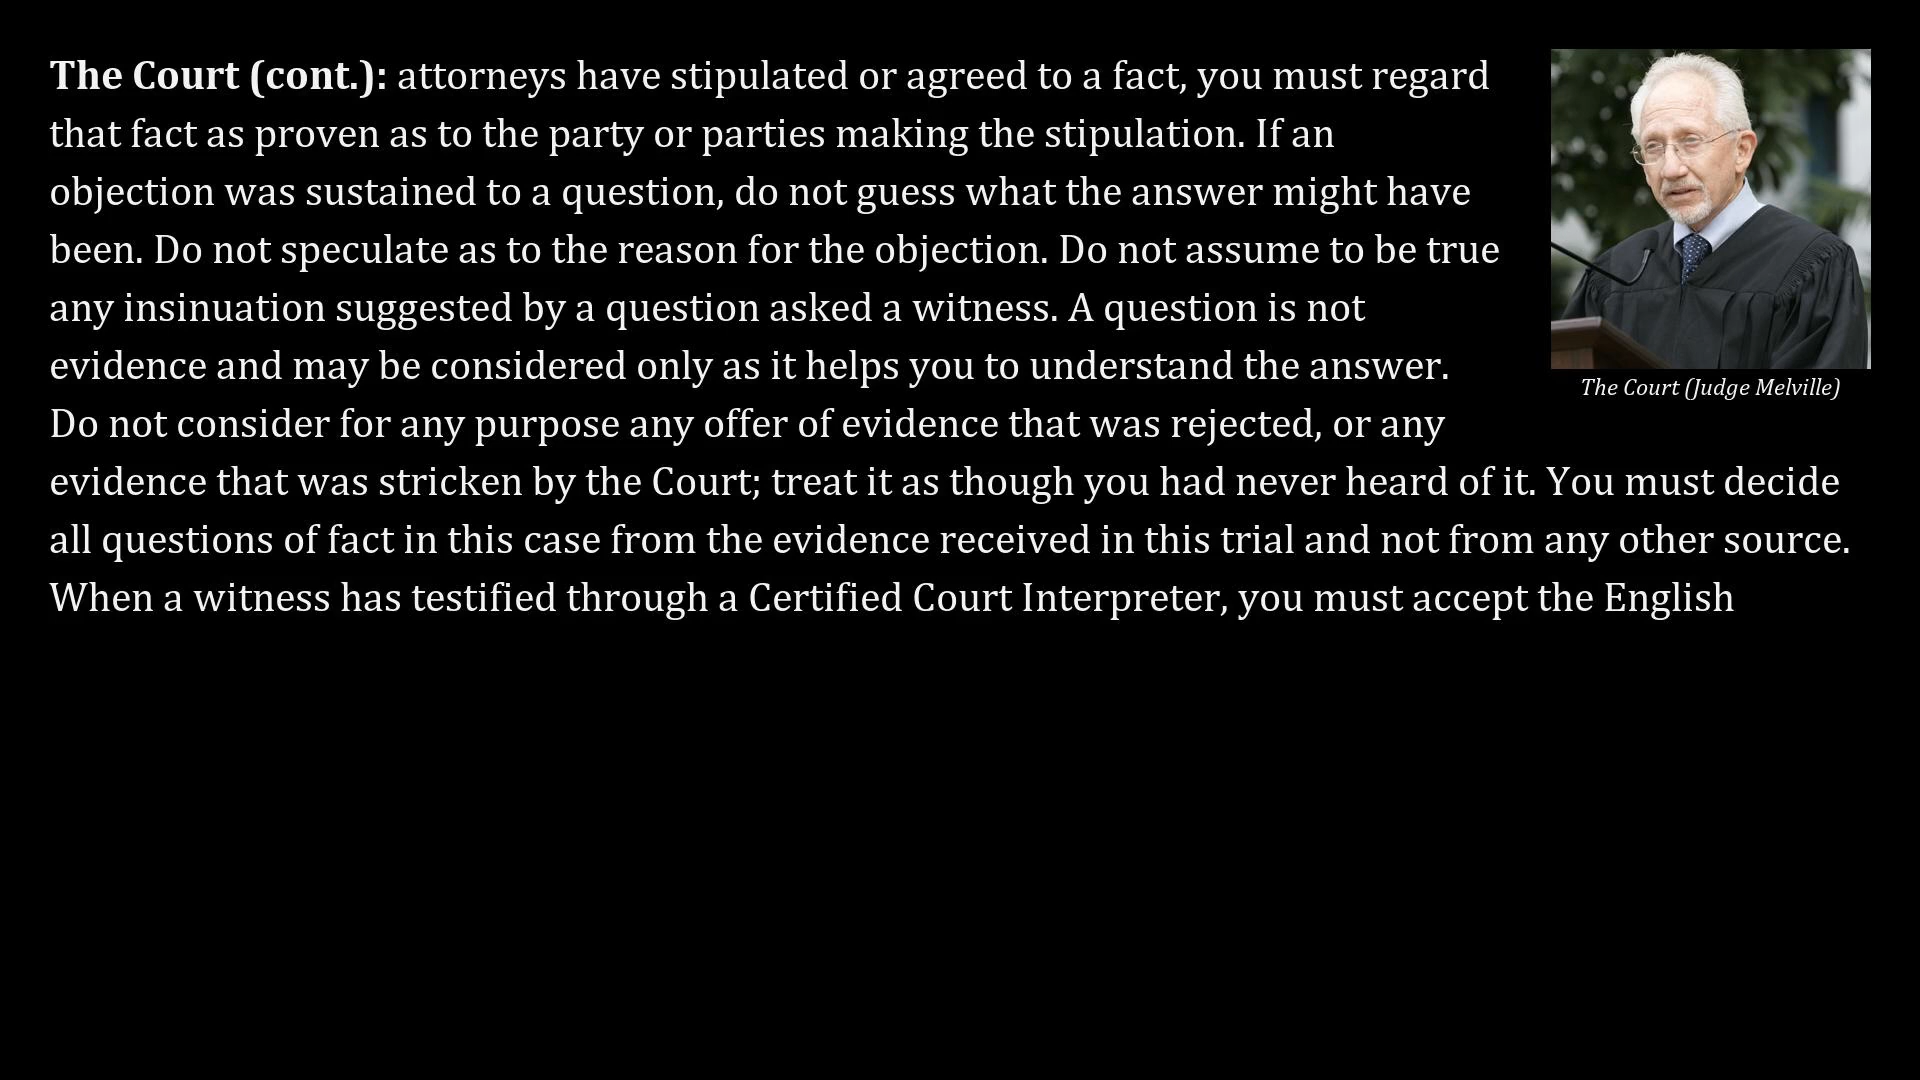 The Court (cont.): attorneys have stipulated or agreed to a fact, you must regard
that fact as proven as to the party or parties making the stipulation. If an
objection was sustained to a question, do not guess what the answer might have
been. Do not speculate as to the reason for the objection. Do not assume to be true
any insinuation suggested by a question asked a witness. A question is not
evidence and may be considered only as it helps you to understand the answer.
Do not consider for any purpose any offer of evidence that was rejected, or any
evidence that was stricken by the Court; treat it as though you had never heard of it. You must decide
all questions of fact in this case from the evidence received in this trial and not from any other source.
When a witness has testified through a Certified Court Interpreter, you must accept the English
The Court (Judge Melville)